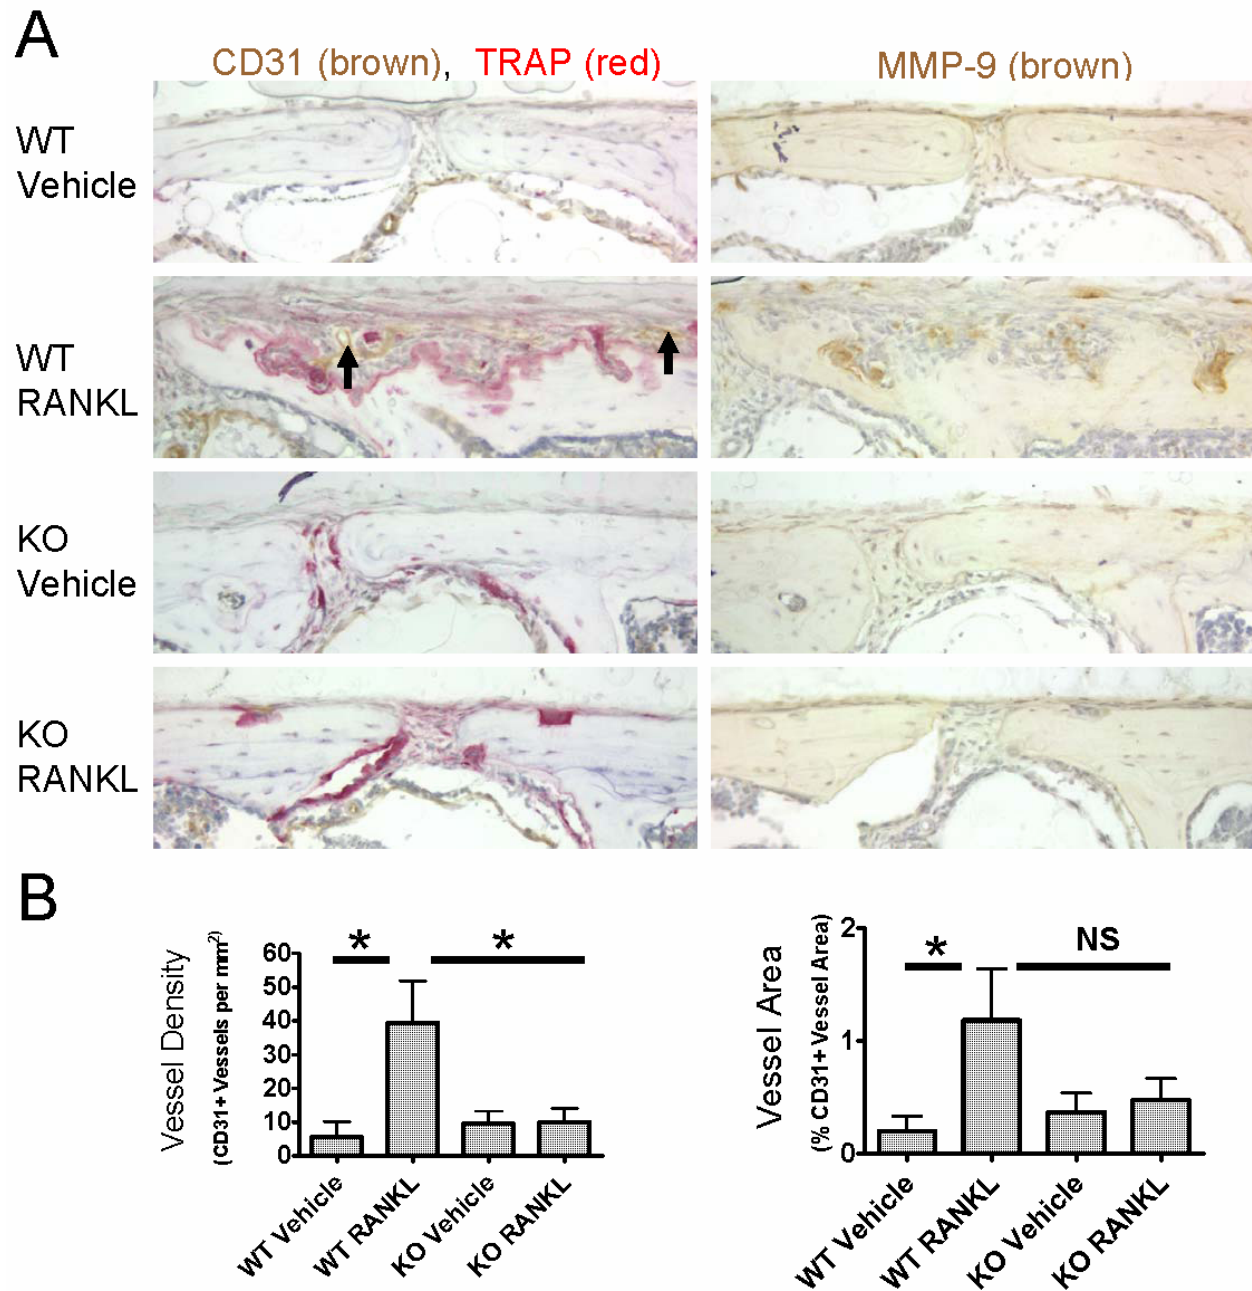 A
CD31 (brown), TRAP (red)
MMP-9 (brown)
WT
Vehicle
WT
RANKL
KO
Vehicle
KO
RANKL
B
Vessel Density
(CD31+ Vessels per mm²)
60
50
40
30
20
10
0
*
*
WT Vehicle
WT RANKL
KO Vehicle
KO RANKL
Vessel Area
(% CD31+ Vessel Area)
2
1
0
*
NS
WT Vehicle
WT RANKL
KO Vehicle
KO RANKL